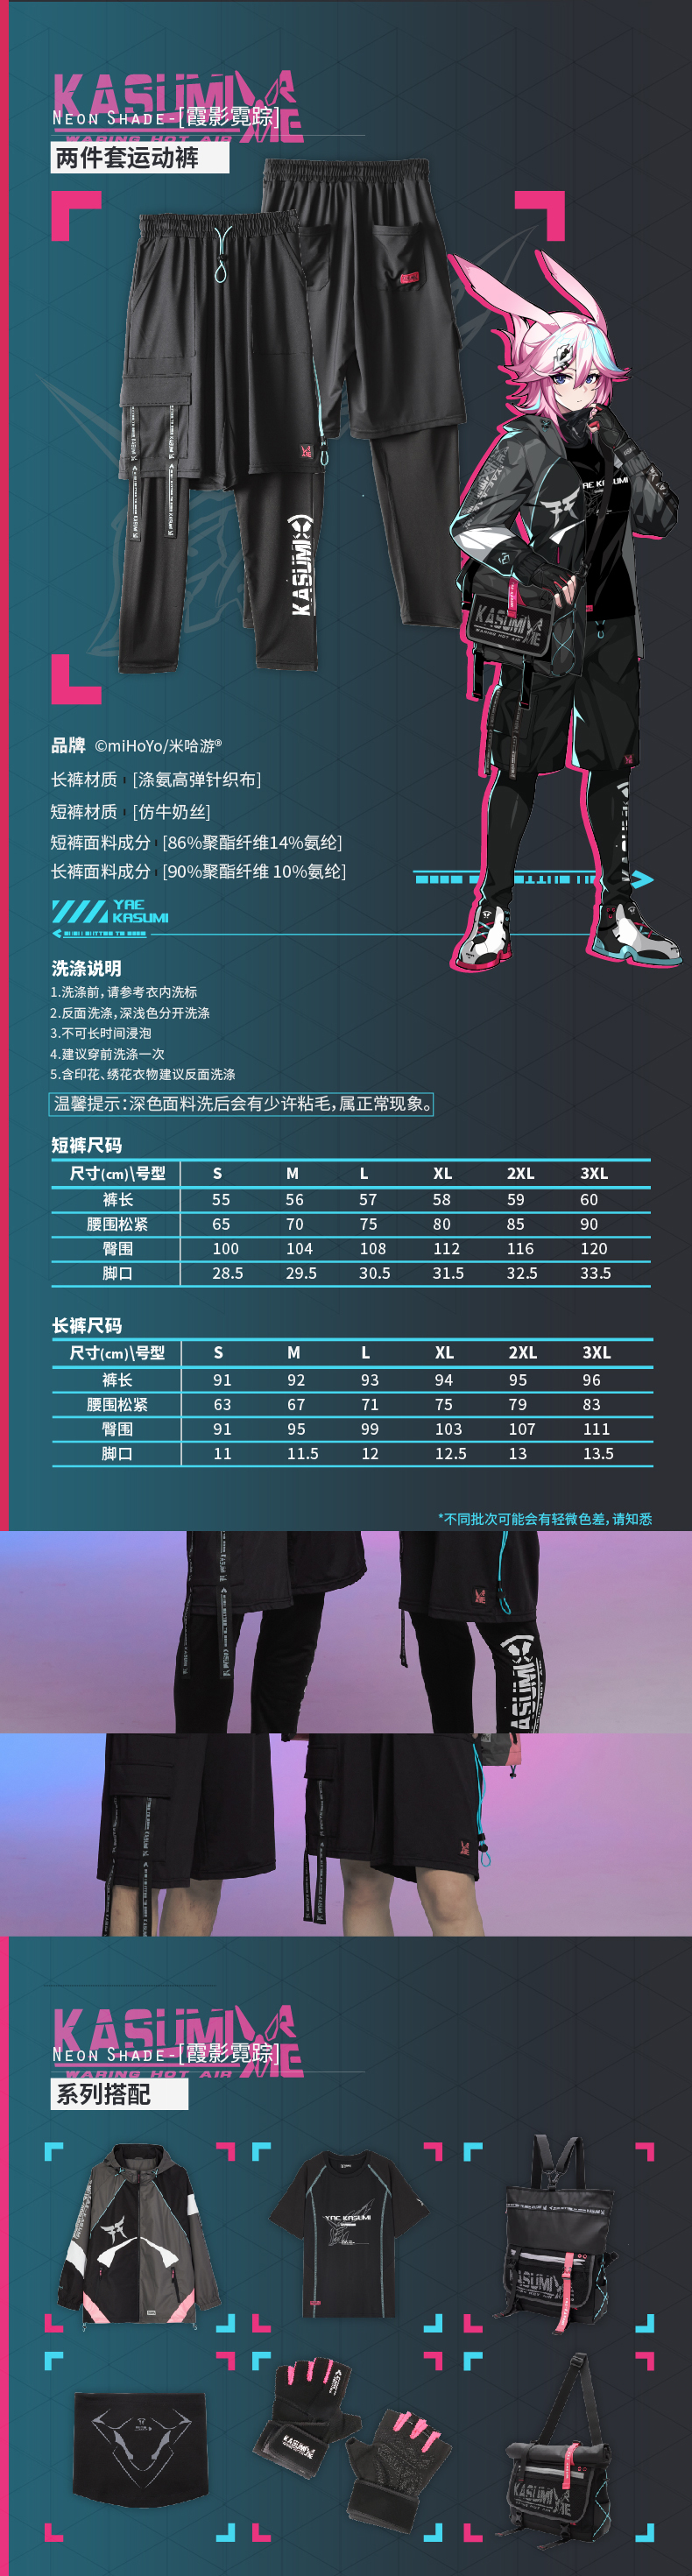 KASUMI
NEON SHADE-[霞影霓踪]
WARING HOT AIR
两件套运动裤
KASUMI
YAE KASUMI
KASUMI
品牌 ©miHoYo/米哈游®
长裤材质 [涤氨高弹针织布]
短裤材质 [仿牛奶丝]
短裤面料成分 [86%聚酯纤维14%氨纶]
长裤面料成分 [90%聚酯纤维 10%氨纶]
YAE
KASUMI
洗涤说明
1.洗涤前,请参考衣内洗标
2.反面洗涤,深浅色分开洗涤
3.不可长时间浸泡
4.建议穿前洗涤一次
5.含印花、绣花衣物建议反面洗涤
温馨提示:深色面料洗后会有少许粘毛,属正常现象。
短裤尺码
尺寸(cm)\号型 S M L XL 2XL 3XL
裤长 55 56 57 58 59 60
腰围松紧 65 70 75 80 85 90
臀围 100 104 108 112 116 120
脚口 28.5 29.5 30.5 31.5 32.5 33.5
长裤尺码
尺寸(cm)\号型 S M L XL 2XL 3XL
裤长 91 92 93 94 95 96
腰围松紧 63 67 71 75 79 83
臀围 91 95 99 103 107 111
脚口 11 11.5 12 12.5 13 13.5
*不同批次可能会有轻微色差,请知悉
KASUMI
NEON SHADE-[霞影霓踪]
WARING HOT AIR
系列搭配
YAE KASUMI
KASUMI
KASUMI
KASUMI